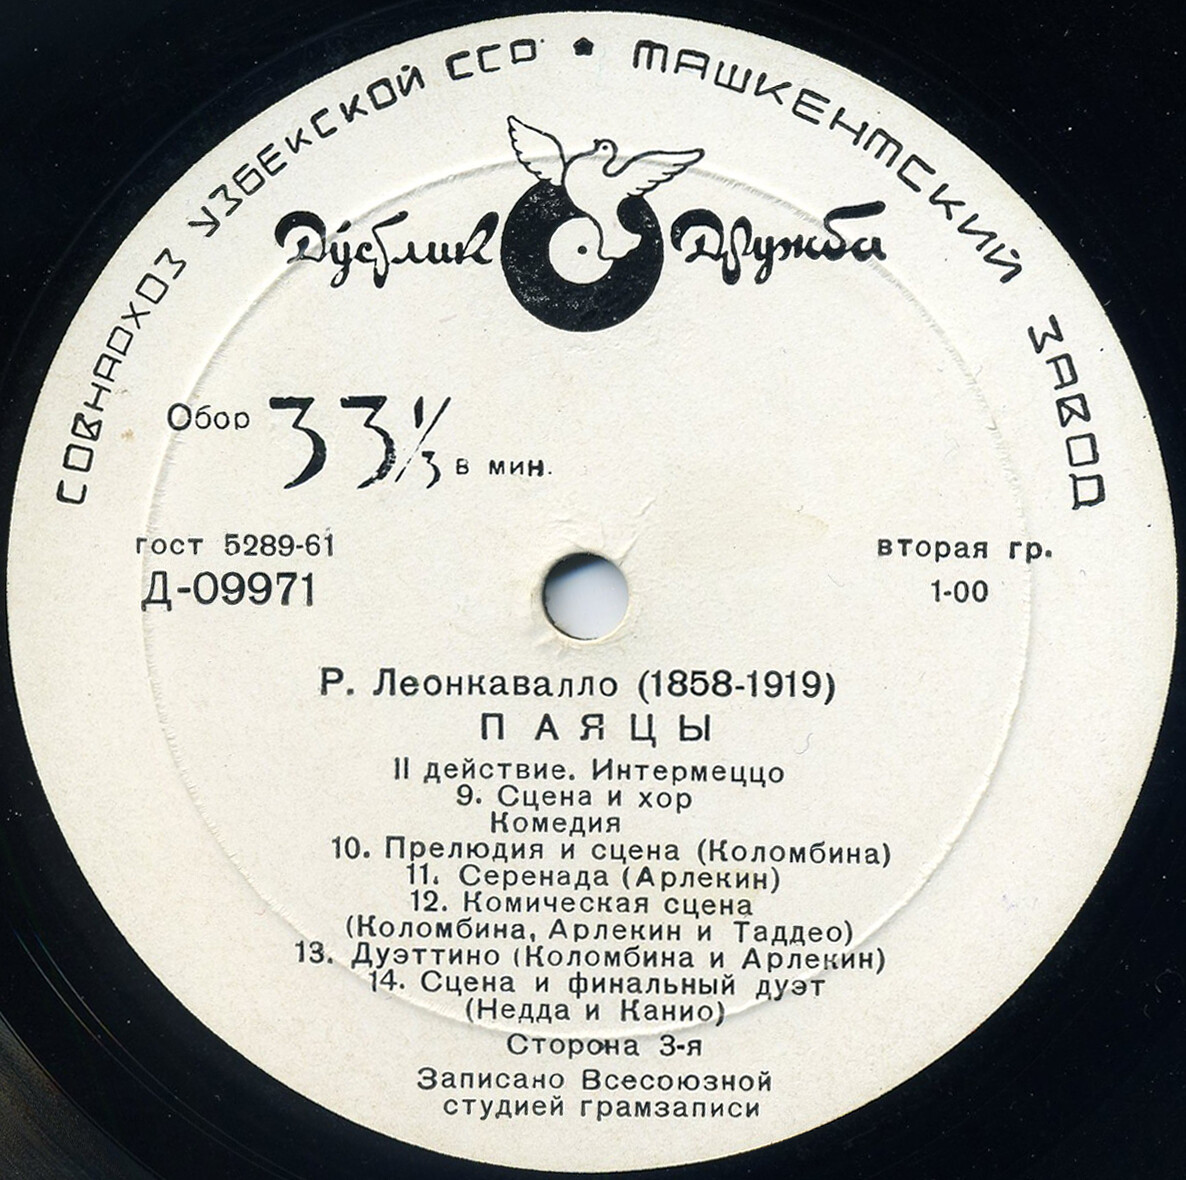 СОВНАРХОЗ УЗБЕКСКОЙ ССР • ТАШКЕНТСКИЙ ЗАВОД
Дўстлик Дружба
Обор 33 1/3 в мин.
гост 5289-61
вторая гр.
Д-09971
1-00
Р. Леонкавалло (1858-1919)
ПАЯЦЫ
II действие. Интермеццо
9. Сцена и хор
Комедия
10. Прелюдия и сцена (Коломбина)
11. Серенада (Арлекин)
12. Комическая сцена
(Коломбина, Арлекин и Таддео)
13. Дуэттино (Коломбина и Арлекин)
14. Сцена и финальный дуэт
(Недда и Канио)
Сторона 3-я
Записано Всесоюзной
студией грамзаписи